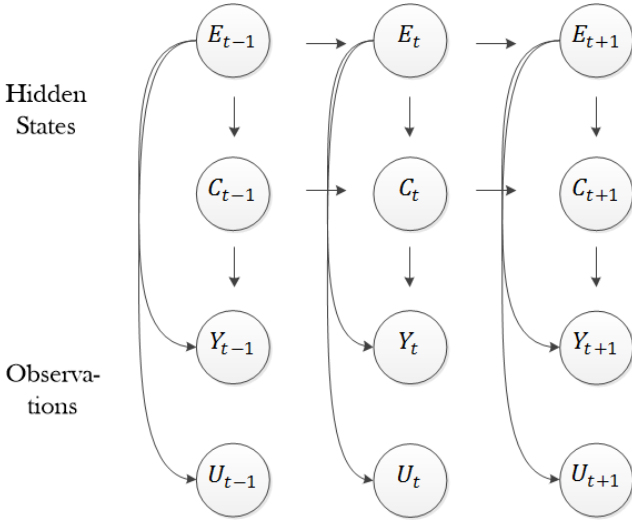 E_{t-1} E_t E_{t+1}
Hidden
States
C_{t-1} C_t C_{t+1}
Y_{t-1} Y_t Y_{t+1}
Observa-
tions
U_{t-1} U_t U_{t+1}